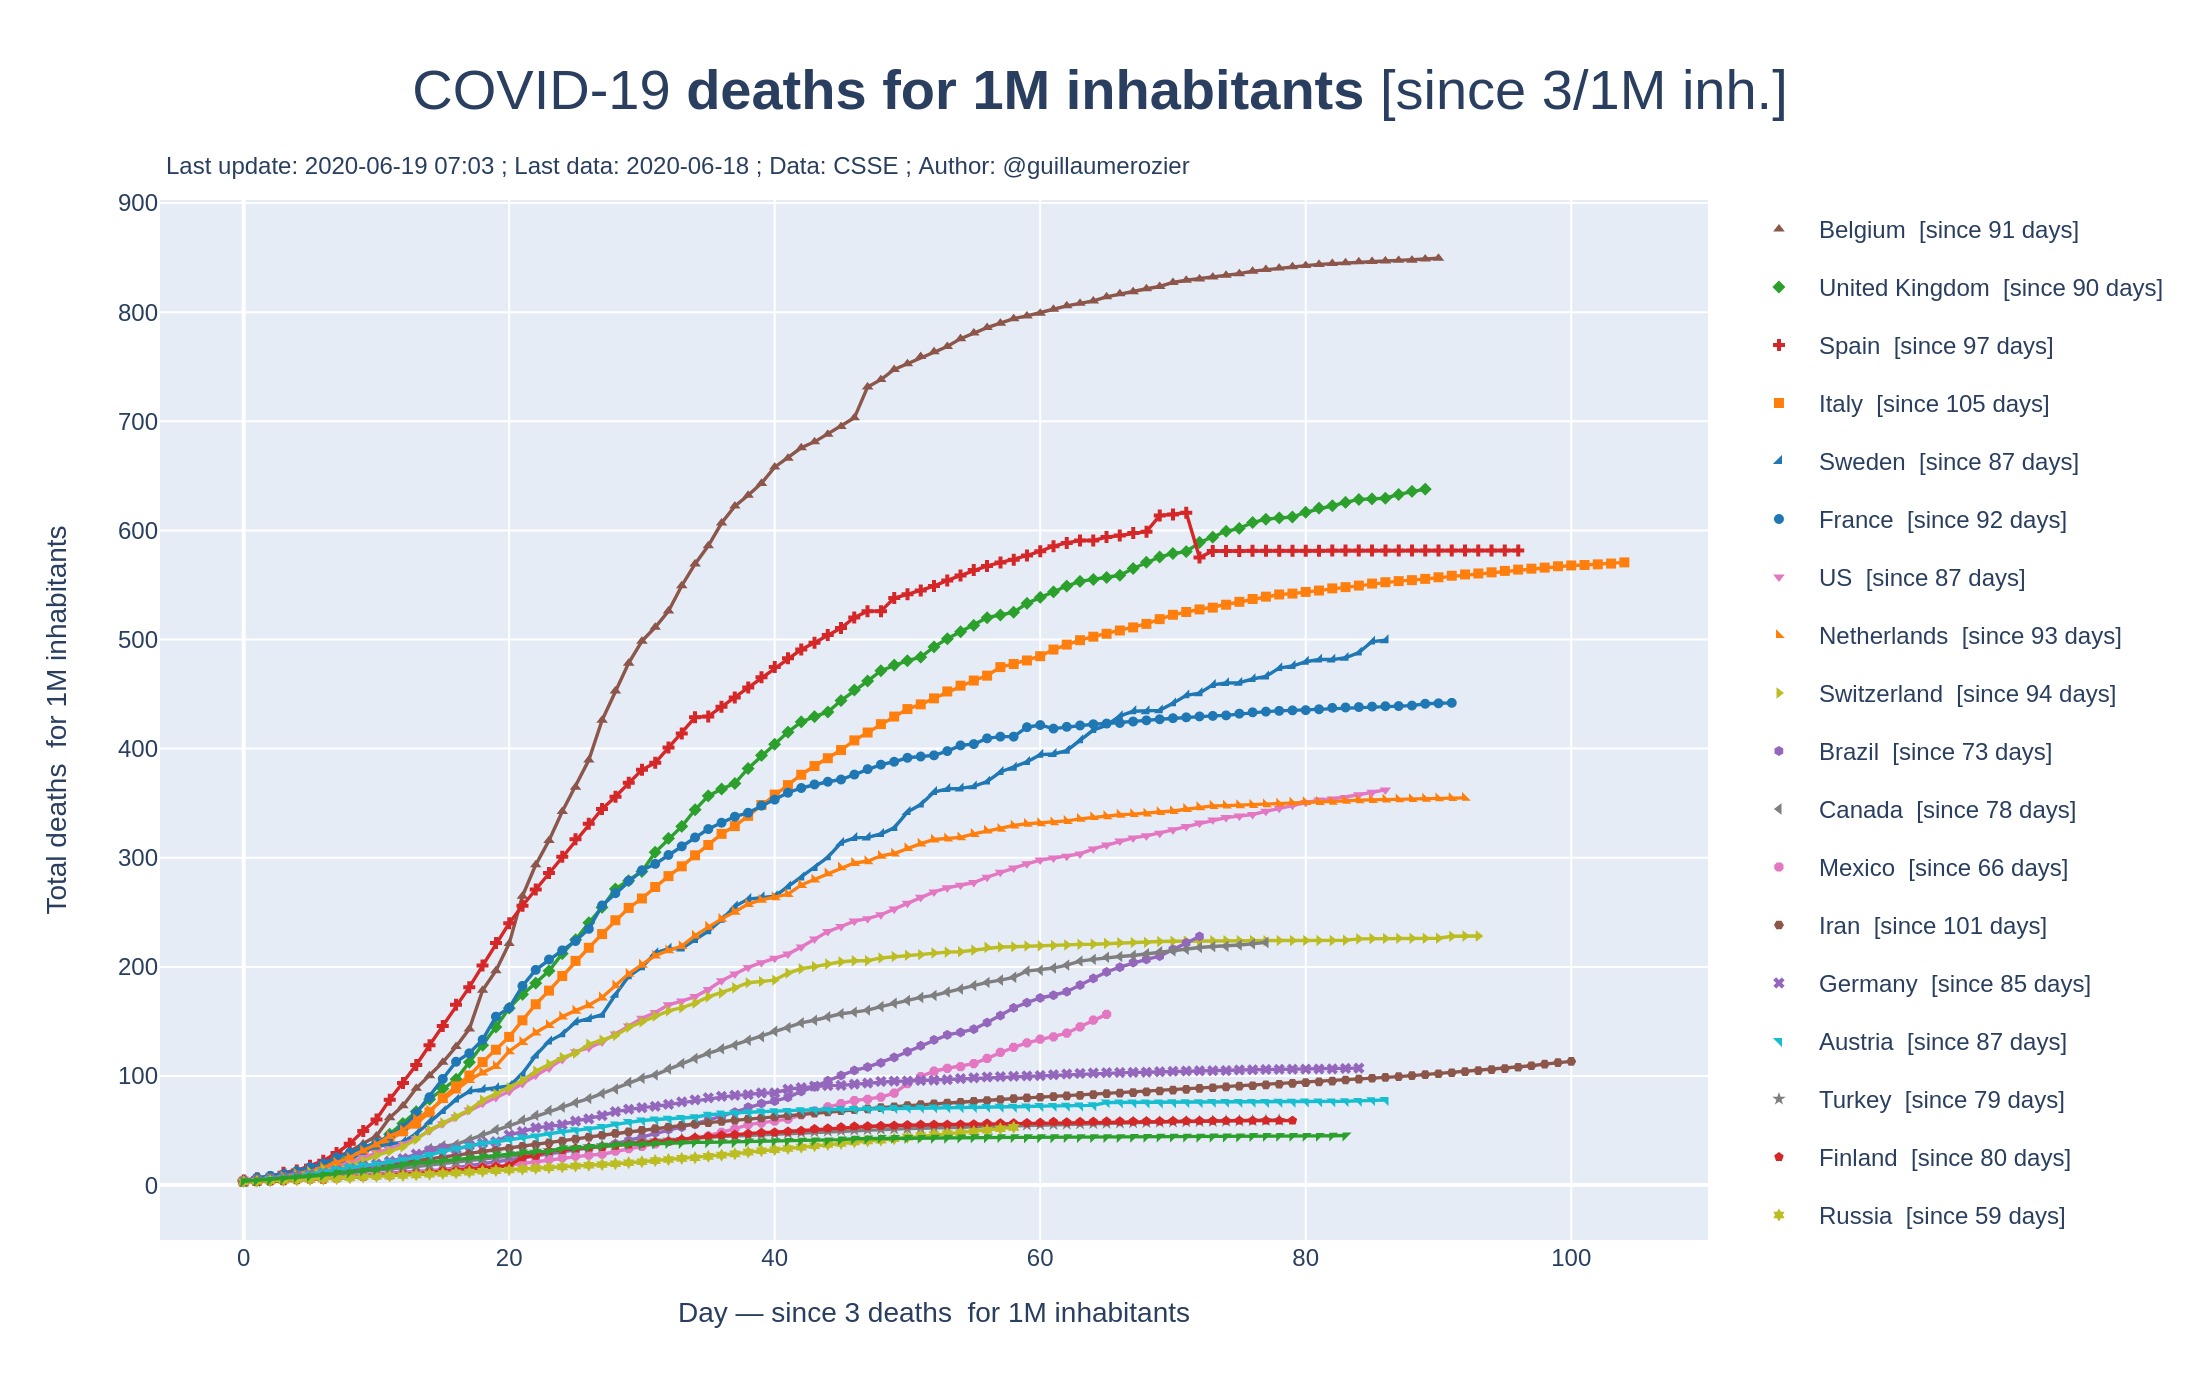 COVID-19 deaths for 1M inhabitants [since 3/1M inh.]
Last update: 2020-06-19 07:03 ; Last data: 2020-06-18 ; Data: CSSE ; Author: @guillaumerozier
900
800
700
600
500
400
300
200
100
0
Total deaths for 1M inhabitants
0 20 40 60 80 100
Day — since 3 deaths for 1M inhabitants
Belgium [since 91 days]
United Kingdom [since 90 days]
Spain [since 97 days]
Italy [since 105 days]
Sweden [since 87 days]
France [since 92 days]
US [since 87 days]
Netherlands [since 93 days]
Switzerland [since 94 days]
Brazil [since 73 days]
Canada [since 78 days]
Mexico [since 66 days]
Iran [since 101 days]
Germany [since 85 days]
Austria [since 87 days]
Turkey [since 79 days]
Finland [since 80 days]
Russia [since 59 days]